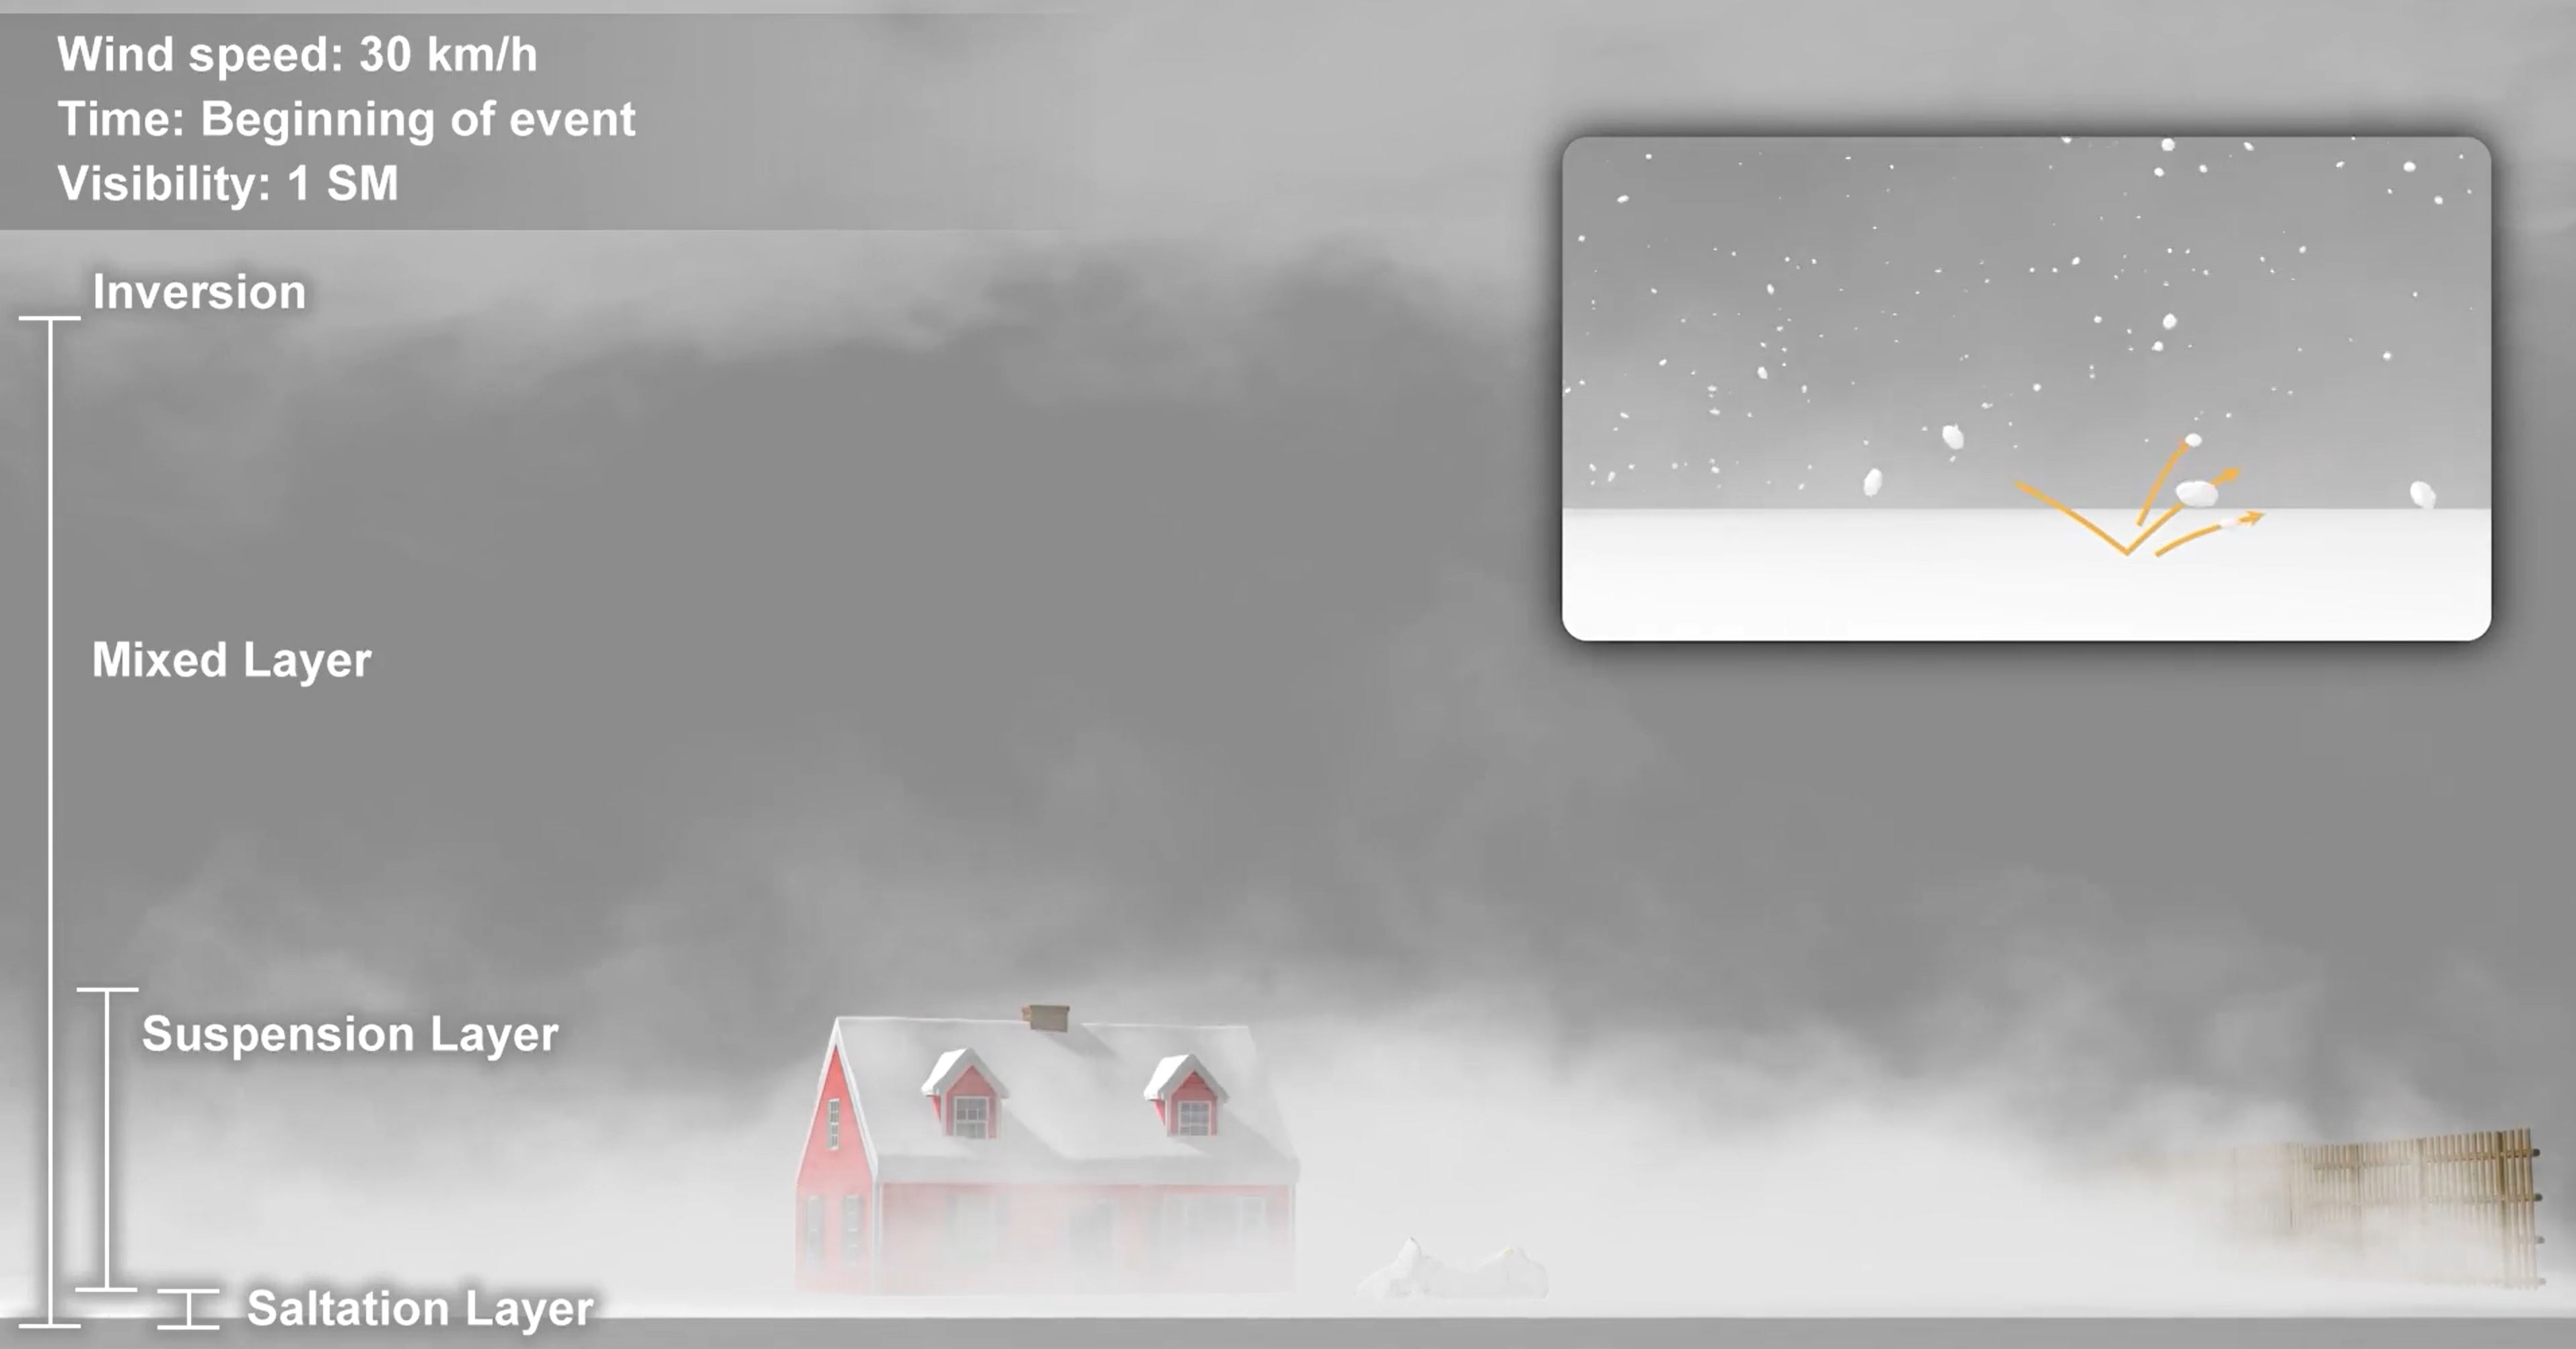 Wind speed: 30 km/h
Time: Beginning of event
Visibility: 1 SM
Inversion
Mixed Layer
Suspension Layer
Saltation Layer